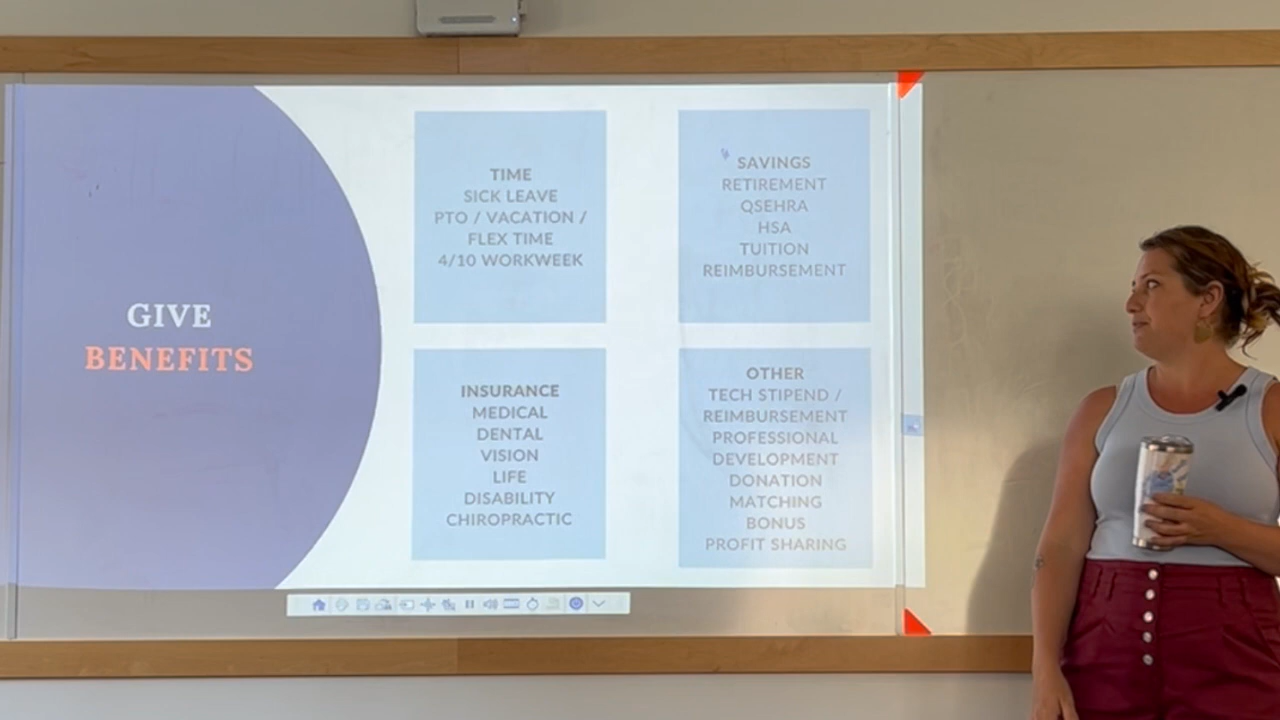 GIVE
BENEFITS
TIME
SICK LEAVE
PTO / VACATION /
FLEX TIME
4/10 WORKWEEK
SAVINGS
RETIREMENT
QSEHRA
HSA
TUITION
REIMBURSEMENT
INSURANCE
MEDICAL
DENTAL
VISION
LIFE
DISABILITY
CHIROPRACTIC
OTHER
TECH STIPEND /
REIMBURSEMENT
PROFESSIONAL
DEVELOPMENT
DONATION
MATCHING
BONUS
PROFIT SHARING